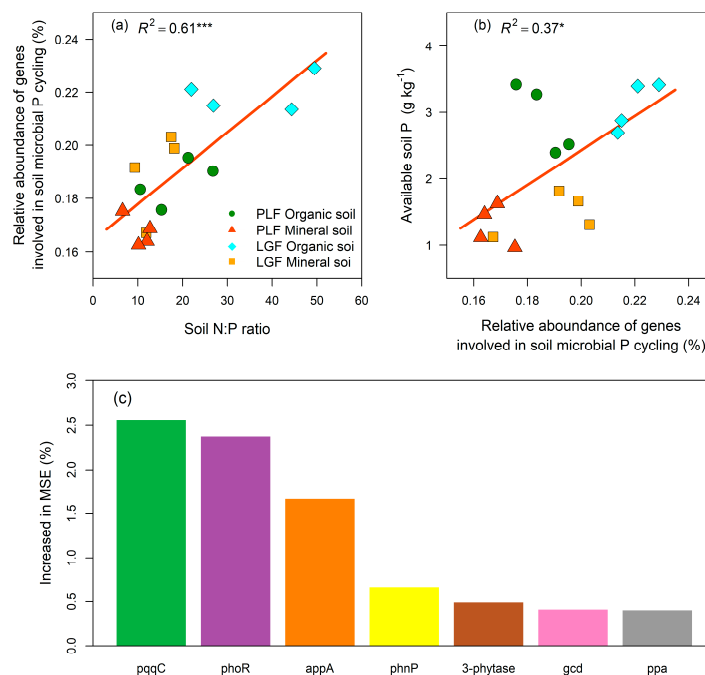 (a) R² = 0.61***
Relative aboundance of genes
involved in soil microbial P cycling (%)
0.24
0.22
0.20
0.18
0.16
PLF Organic soil
PLF Mineral soil
LGF Organic soi
LGF Mineral soi
0 10 20 30 40 50 60
Soil N:P ratio
(b) R² = 0.37*
Available soil P (g kg⁻¹)
4
3
2
1
0.16 0.18 0.20 0.22 0.24
Relative aboundance of genes
involved in soil microbial P cycling (%)
(c)
Increased in MSE (%)
3.0
2.5
2.0
1.5
1.0
0.5
0.0
pqqC phoR appA phnP 3-phytase gcd ppa